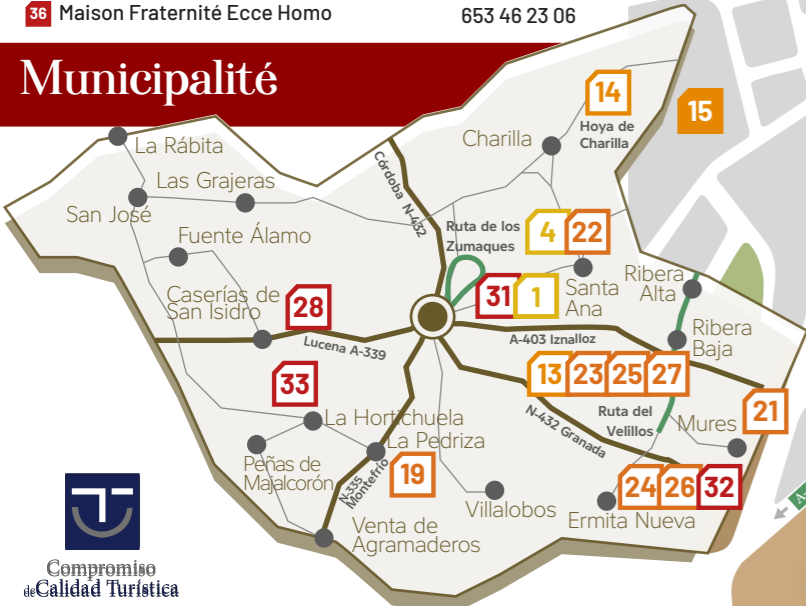 36 Maison Fraternité Ecce Homo 653 46 23 06
Municipalité
14
15
Hoya de
Charilla
Charilla
La Rábita
Las Grajeras
San José
Córdoba N-432
Ruta de los
Zumaques
4 22
Fuente Álamo
Santa
Ana
Ribera
Alta
31 1
Caserías de
San Isidro
28
Lucena A-339
A-403 Iznalloz
Ribera
Baja
13 23 25 27
33
N-432 Granada
Ruta del
Velillos
Mures
21
La Hortichuela
La Pedriza
Peñas de
Majalcorón
N-335
Montefrío
19
24 26 32
Villalobos
Ermita Nueva
Venta de
Agramaderos
A-
Compromiso
de Calidad Turística